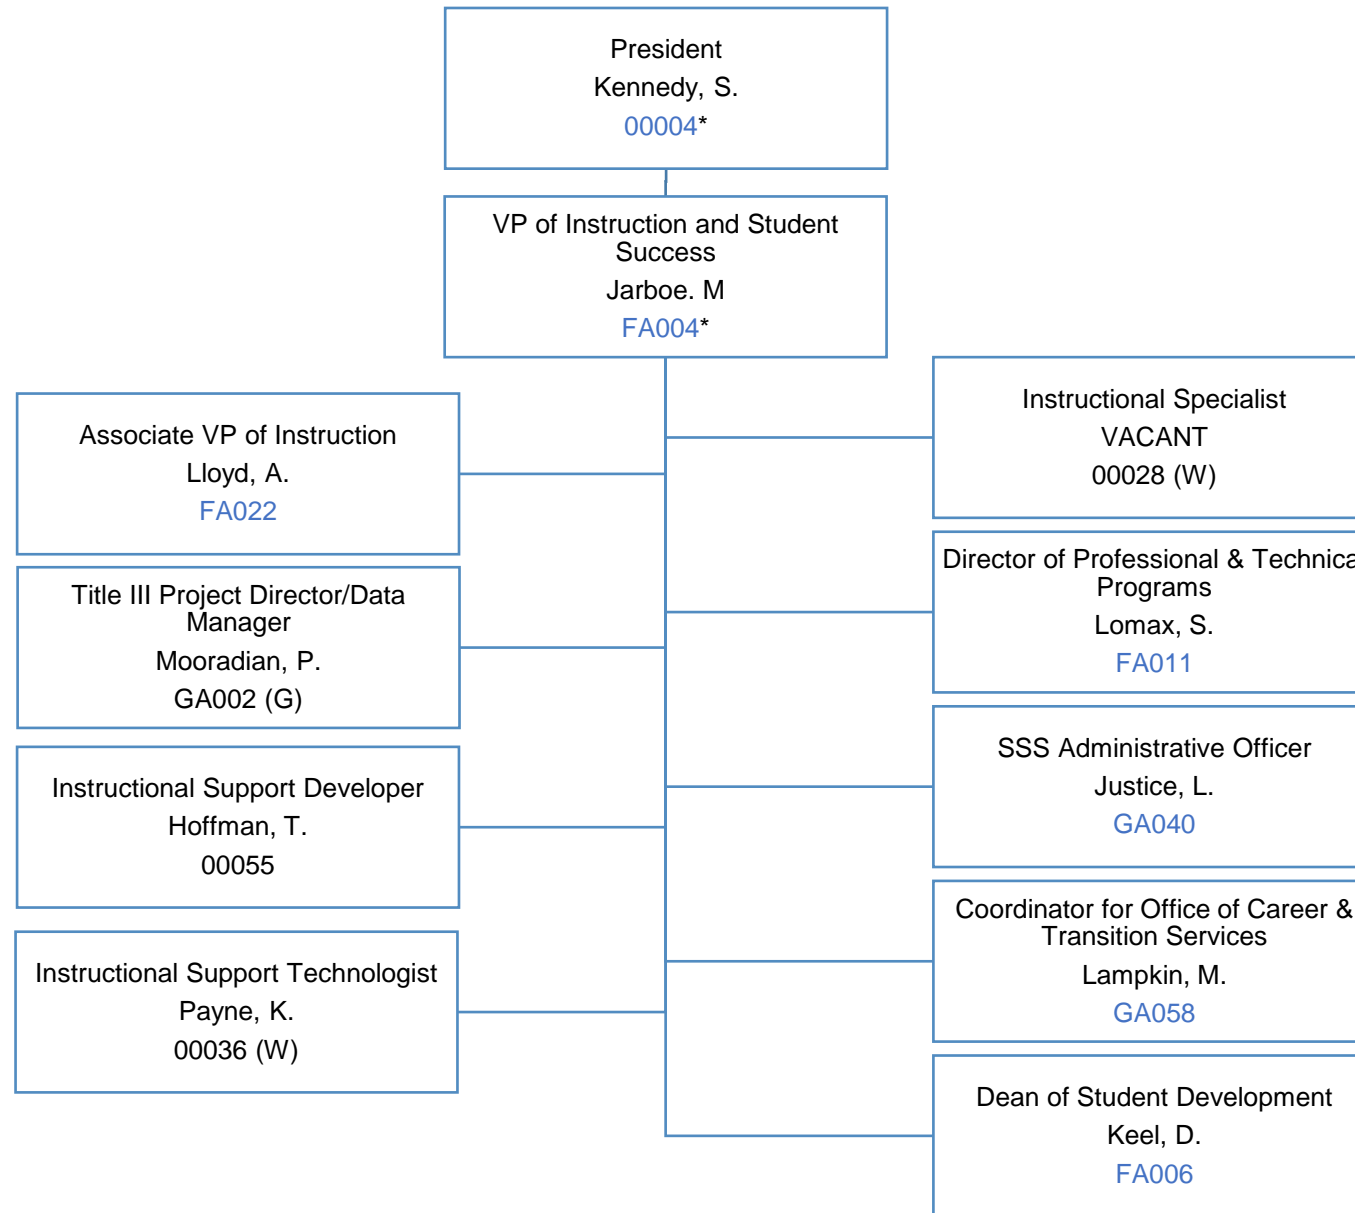 President
Kennedy, S.
00004*
VP of Instruction and Student
Success
Jarboe. M
FA004*
Associate VP of Instruction
Lloyd, A.
FA022
Title III Project Director/Data
Manager
Mooradian, P.
GA002 (G)
Instructional Support Developer
Hoffman, T.
00055
Instructional Support Technologist
Payne, K.
00036 (W)
Instructional Specialist
VACANT
00028 (W)
Director of Professional & Technica
Programs
Lomax, S.
FA011
SSS Administrative Officer
Justice, L.
GA040
Coordinator for Office of Career &
Transition Services
Lampkin, M.
GA058
Dean of Student Development
Keel, D.
FA006